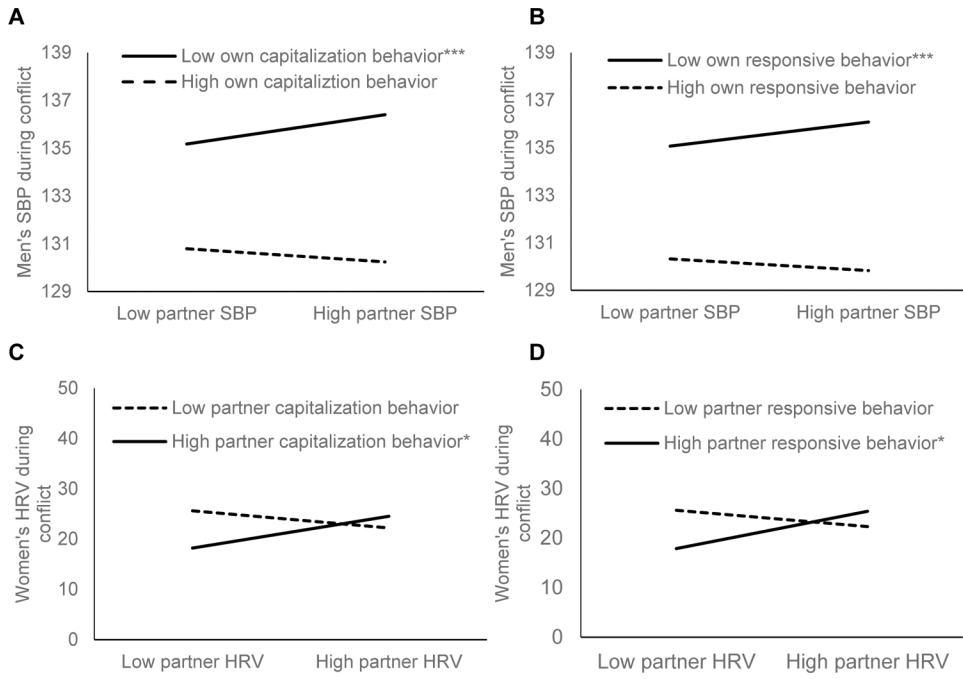 A
Low own capitalization behavior***
High own capitaliztion behavior
139
137
135
133
131
129
Men's SBP during conflict
Low partner SBP
High partner SBP
B
Low own responsive behavior***
High own responsive behavior
139
137
135
133
131
129
Men's SBP during conflict
Low partner SBP
High partner SBP
C
Low partner capitalization behavior
High partner capitalization behavior*
50
40
30
20
10
0
Women's HRV during
conflict
Low partner HRV
High partner HRV
D
Low partner responsive behavior
High partner responsive behavior*
50
40
30
20
10
0
Women's HRV during
conflict
Low partner HRV
High partner HRV